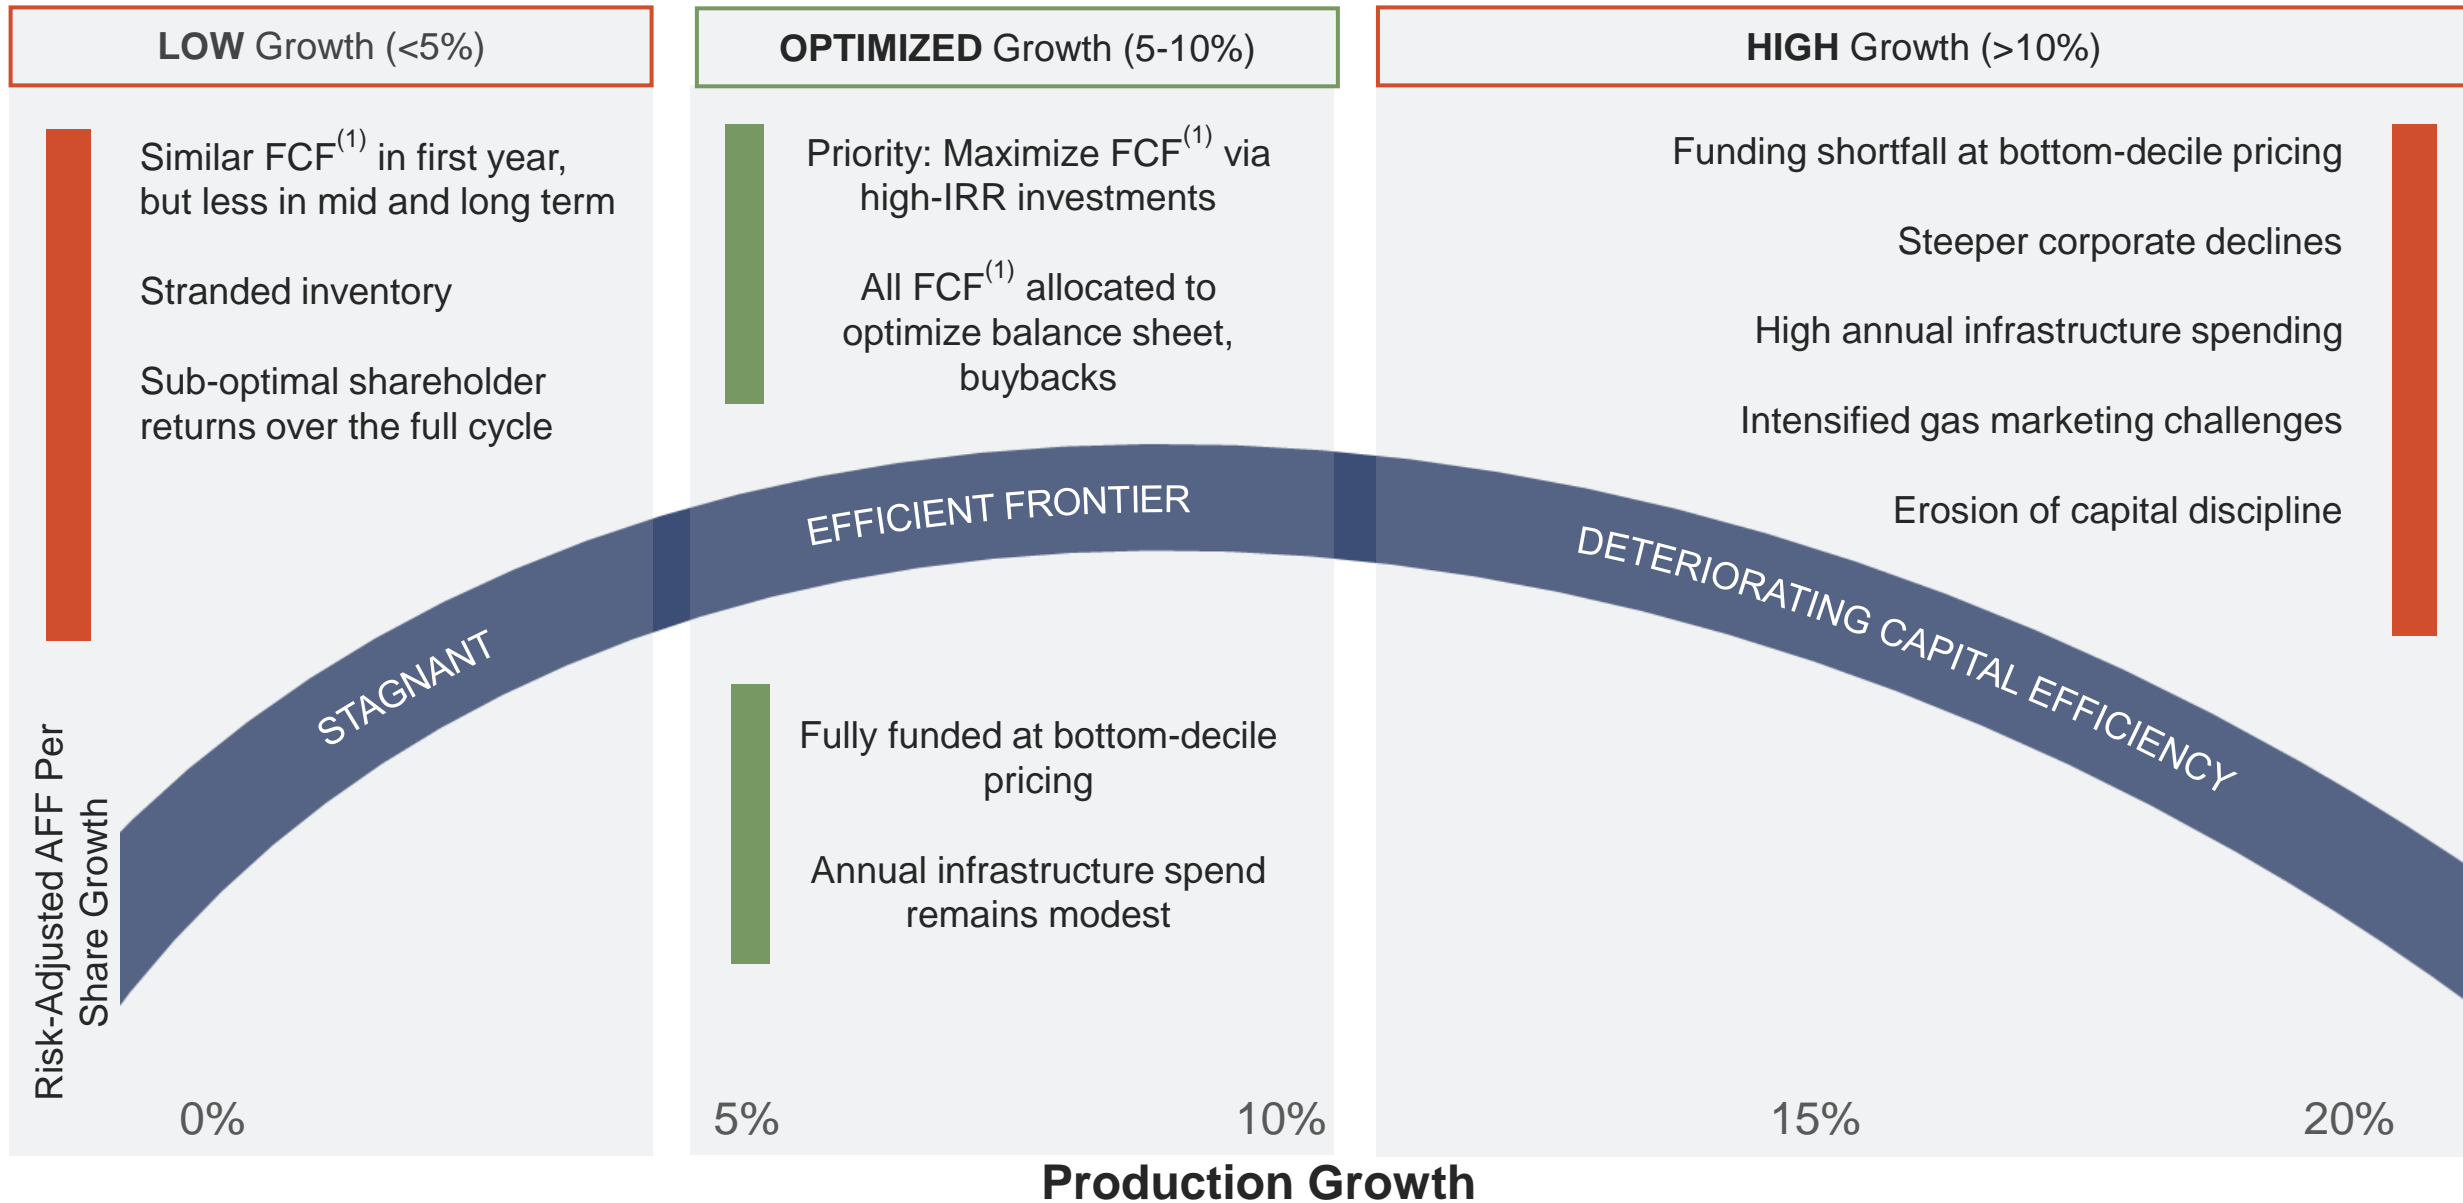 LOW Growth (<5%)
Similar FCF(1) in first year,
but less in mid and long term
Stranded inventory
Sub-optimal shareholder
returns over the full cycle
OPTIMIZED Growth (5-10%)
Priority: Maximize FCF(1) via
high-IRR investments
All FCF(1) allocated to
optimize balance sheet,
buybacks
HIGH Growth (>10%)
Funding shortfall at bottom-decile pricing
Steeper corporate declines
High annual infrastructure spending
Intensified gas marketing challenges
Erosion of capital discipline
STAGNANT
EFFICIENT FRONTIER
DETERIORATING CAPITAL EFFICIENCY
Fully funded at bottom-decile
pricing
Annual infrastructure spend
remains modest
Risk-Adjusted AFF Per
Share Growth
0%
5%
10%
15%
20%
Production Growth